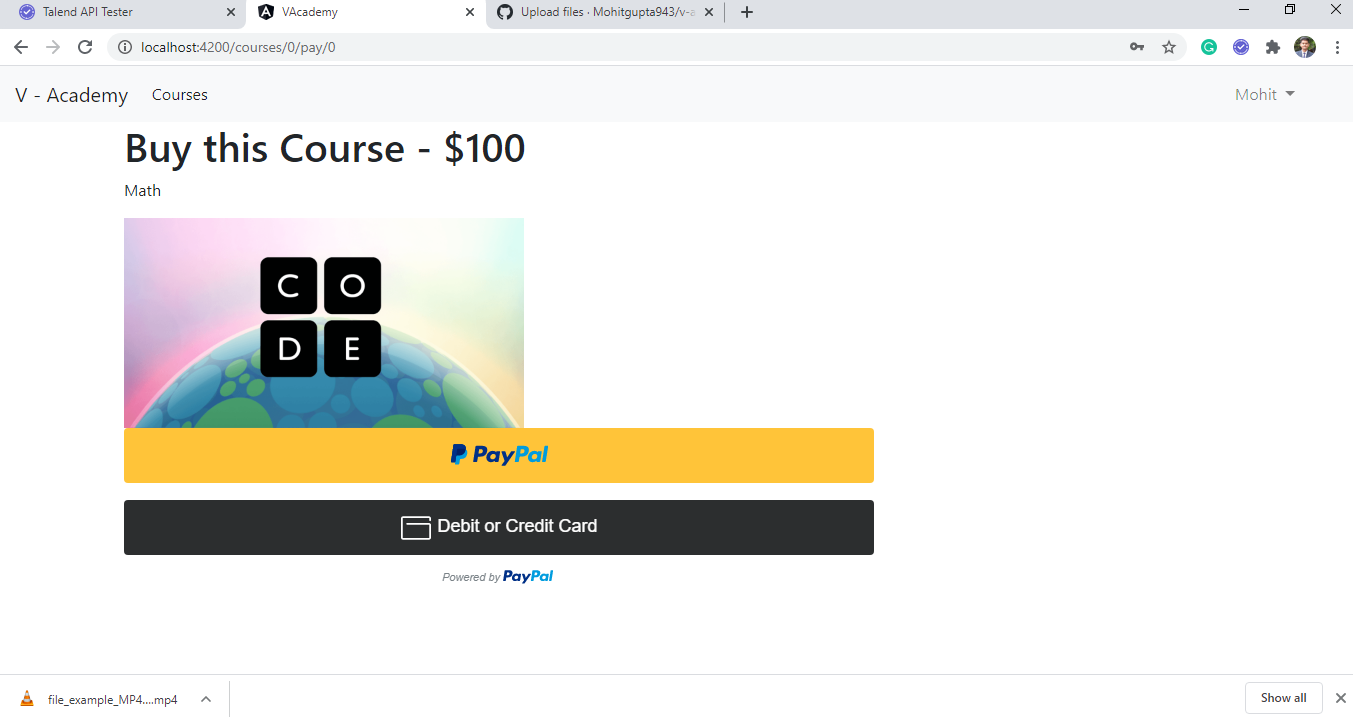 Talend API Tester
VAcademy
Upload files · Mohitgupta943/v-a
localhost:4200/courses/0/pay/0
V - Academy
Courses
Mohit
Buy this Course - $100
Math
C O
D E
PayPal
Debit or Credit Card
Powered by PayPal
file_example_MP4....mp4
Show all